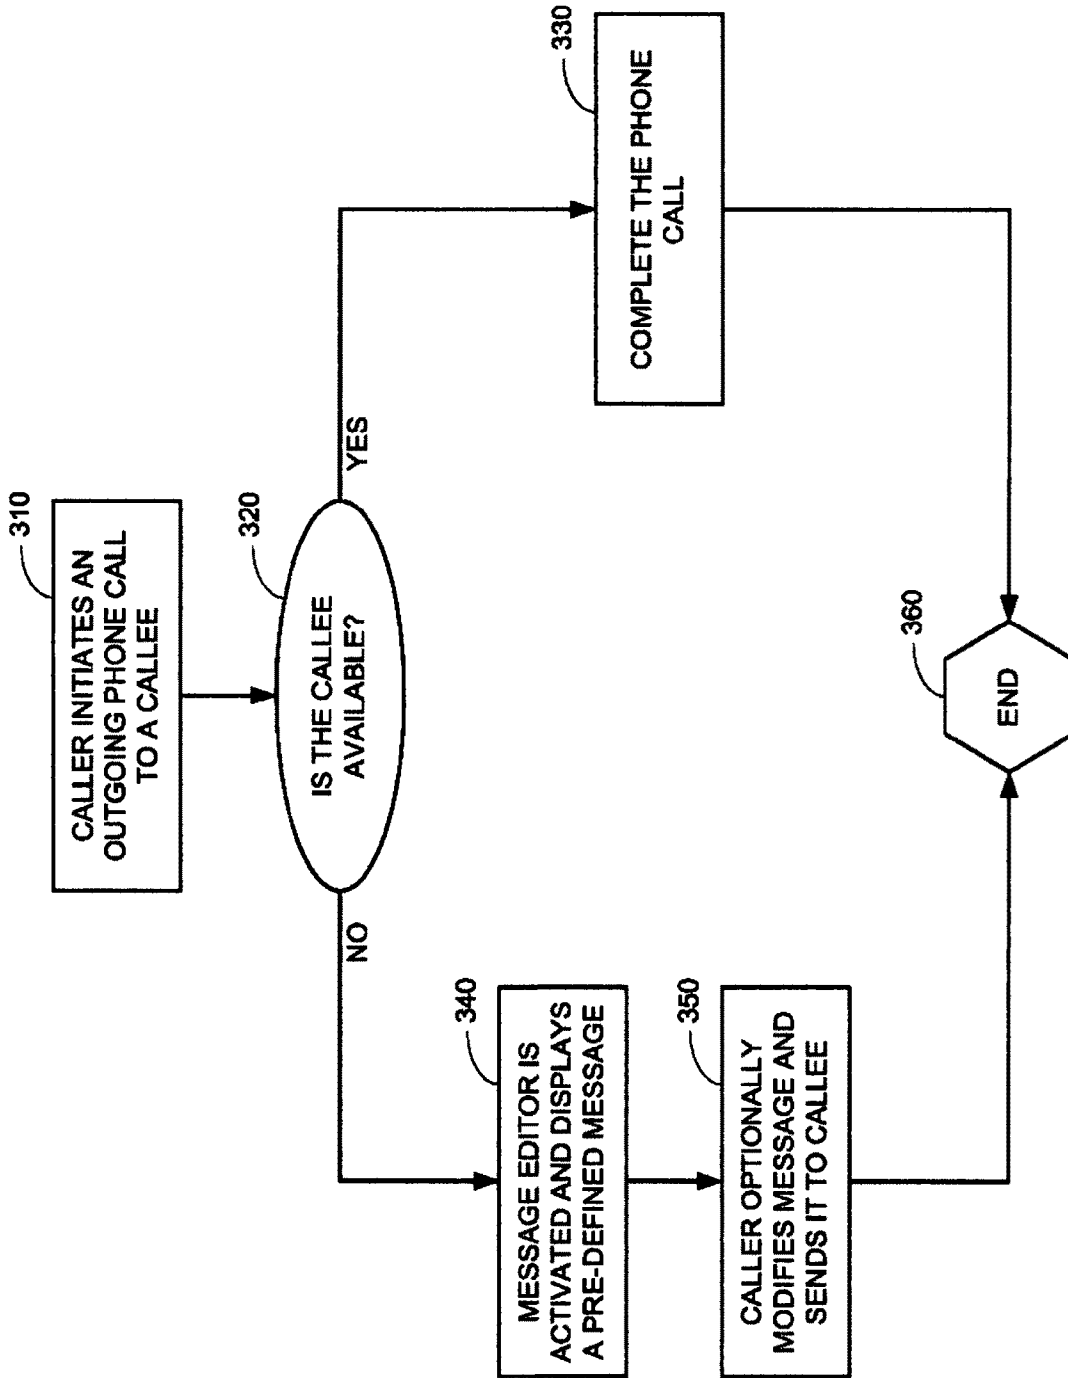 310
CALLER INITIATES AN
OUTGOING PHONE CALL
TO A CALLEE
320
IS THE CALLEE
AVAILABLE?
NO
YES
340
MESSAGE EDITOR IS
ACTIVATED AND DISPLAYS
A PRE-DEFINED MESSAGE
330
COMPLETE THE PHONE
CALL
350
CALLER OPTIONALLY
MODIFIES MESSAGE AND
SENDS IT TO CALLEE
360
END